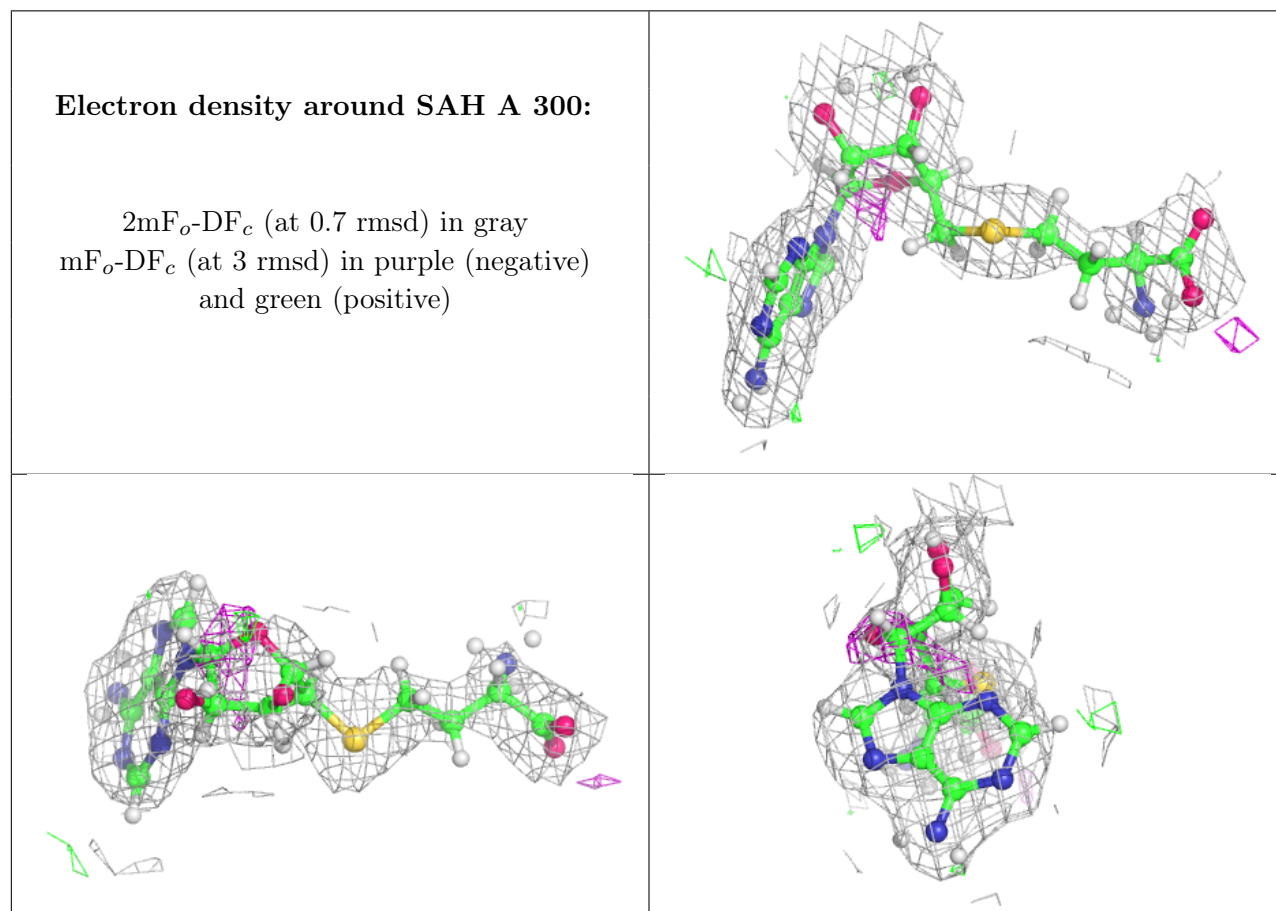 Electron density around SAH A 300:
2mFo-DFc (at 0.7 rmsd) in gray
mFo-DFc (at 3 rmsd) in purple (negative)
and green (positive)